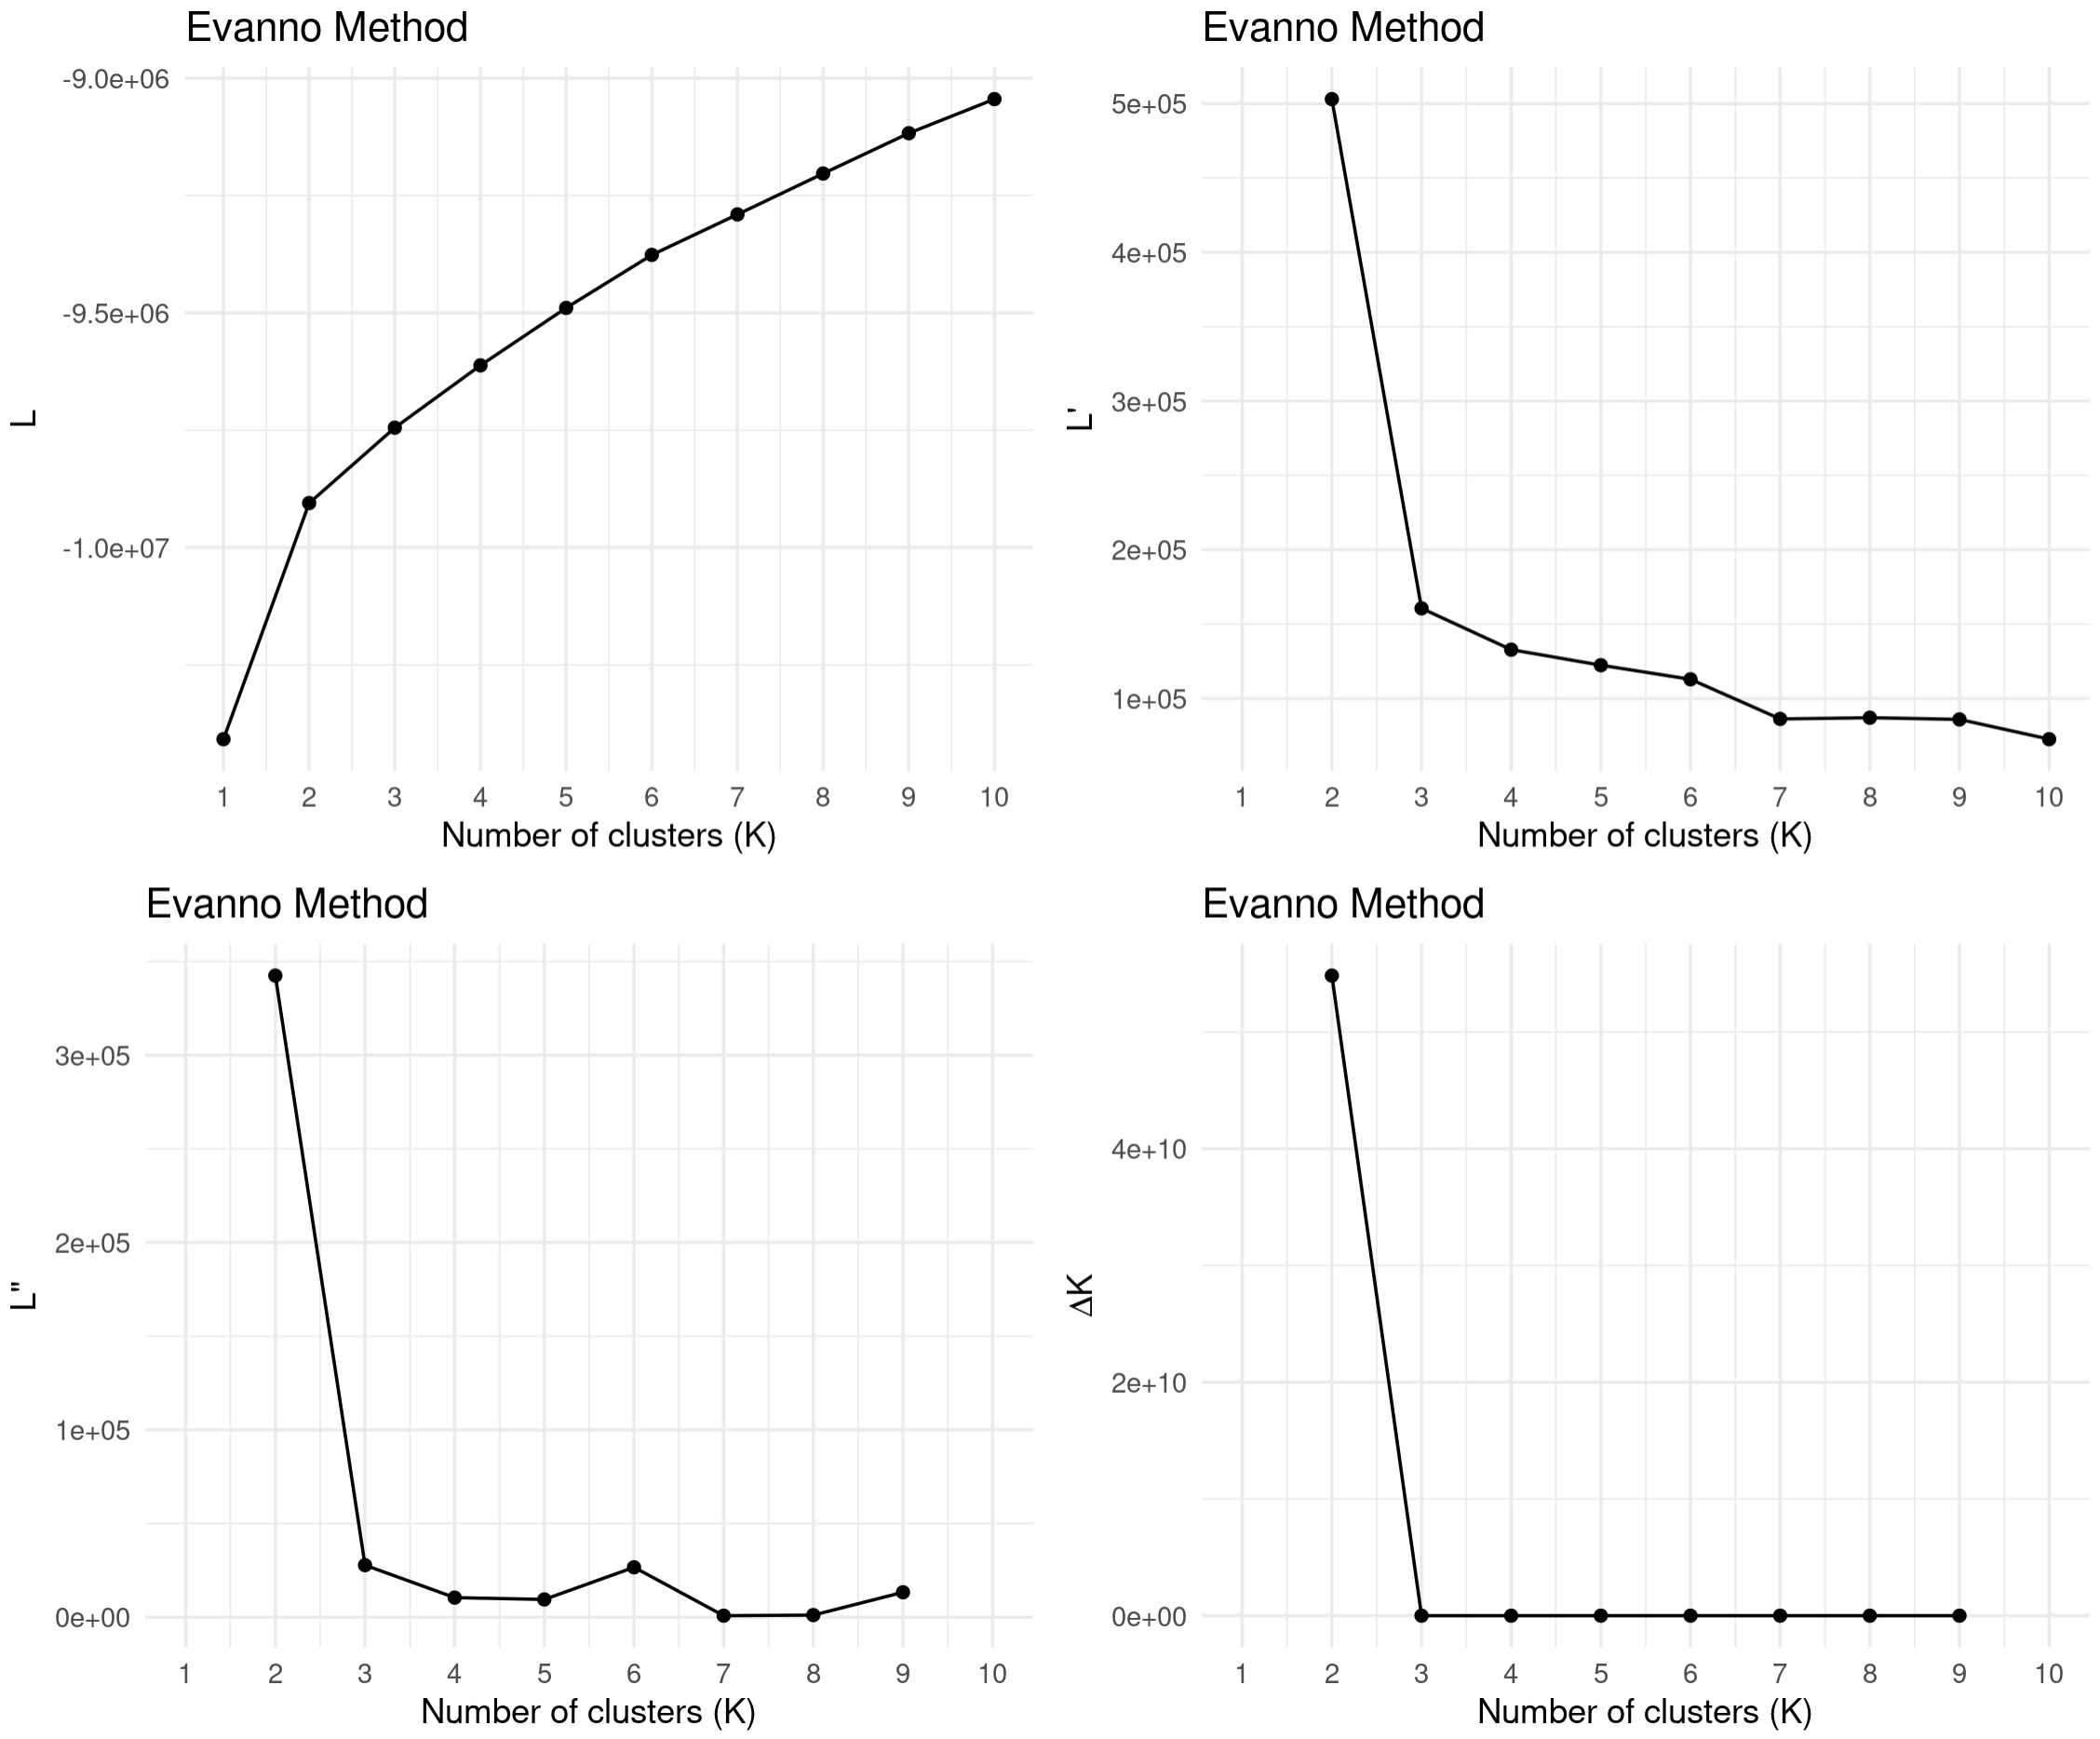 Evanno Method
-9.0e+06
-9.5e+06
-1.0e+07
L
1 2 3 4 5 6 7 8 9 10
Number of clusters (K)
Evanno Method
5e+05
4e+05
3e+05
2e+05
1e+05
L'
1 2 3 4 5 6 7 8 9 10
Number of clusters (K)
Evanno Method
3e+05
2e+05
1e+05
0e+00
L"
1 2 3 4 5 6 7 8 9 10
Number of clusters (K)
Evanno Method
4e+10
2e+10
0e+00
ΔK
1 2 3 4 5 6 7 8 9 10
Number of clusters (K)